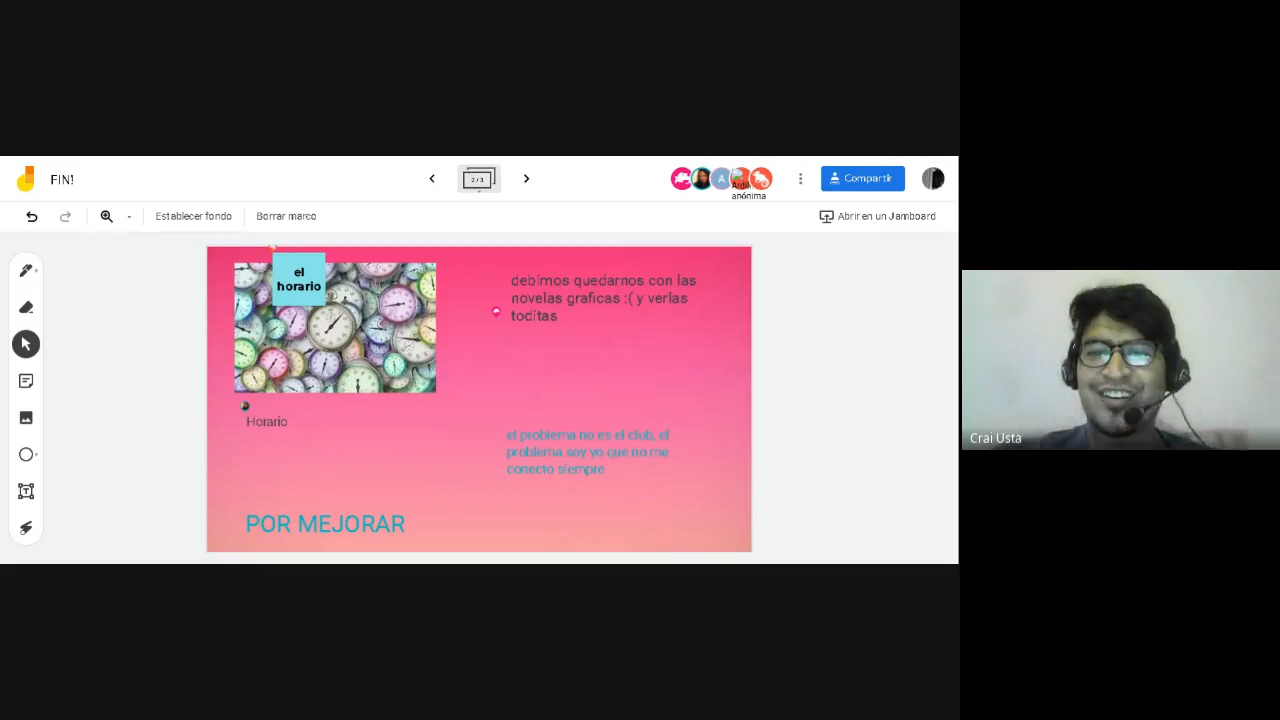 FIN!
2 / 3
A
Ardilla
anónima
Compartir
Establecer fondo
Borrar marco
Abrir en un Jamboard
el
horario
debimos quedarnos con las
novelas graficas :( y verlas
toditas
Horario
el problema no es el club, el
problema soy yo que no me
conecto siempre
POR MEJORAR
Crai Usta